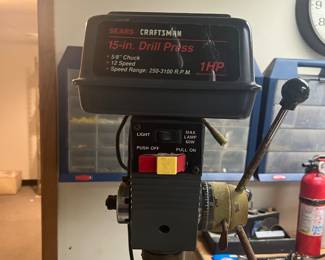 SEARS CRAFTSMAN
15-in. Drill Press
• 5/8" Chuck
• 12 Speed
• Speed Range: 250-3100 R.P.M.
1HP
LIGHT
MAX.
LAMP
60W
PUSH OFF PULL ON